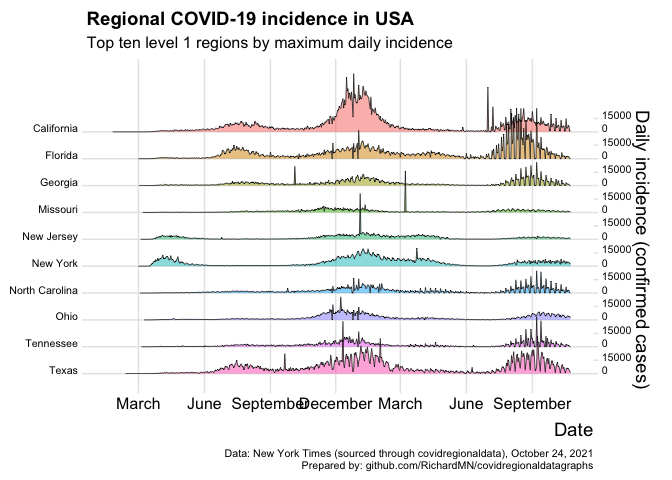 Regional COVID-19 incidence in USA
Top ten level 1 regions by maximum daily incidence
California
Florida
Georgia
Missouri
New Jersey
New York
North Carolina
Ohio
Tennessee
Texas
15000
0
15000
0
15000
0
15000
0
15000
0
15000
0
15000
0
15000
0
15000
0
15000
0
Daily incidence (confirmed cases)
March June September December March June September
Date
Data: New York Times (sourced through covidregionaldata), October 24, 2021
Prepared by: github.com/RichardMN/covidregionaldatagraphs